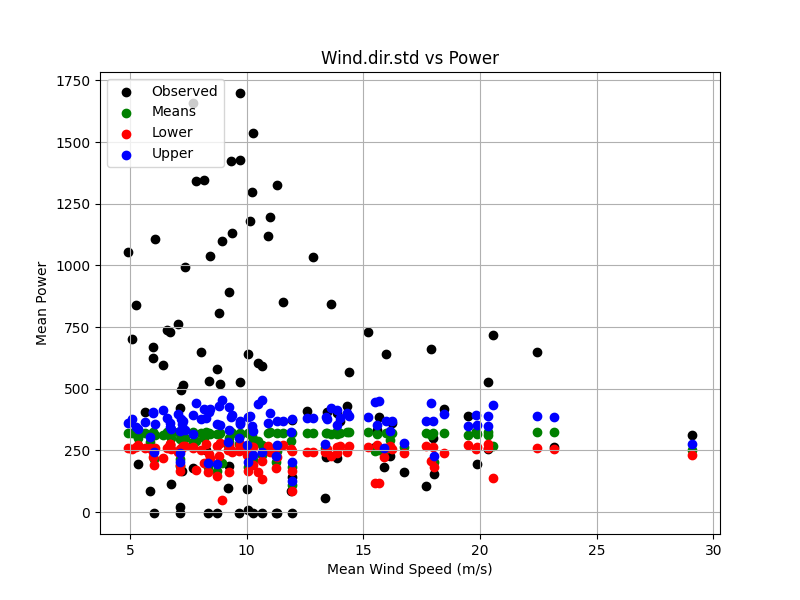 Wind.dir.std vs Power
Mean Power
1750
1500
1250
1000
750
500
250
0
Observed
Means
Lower
Upper
5
10
15
20
25
30
Mean Wind Speed (m/s)